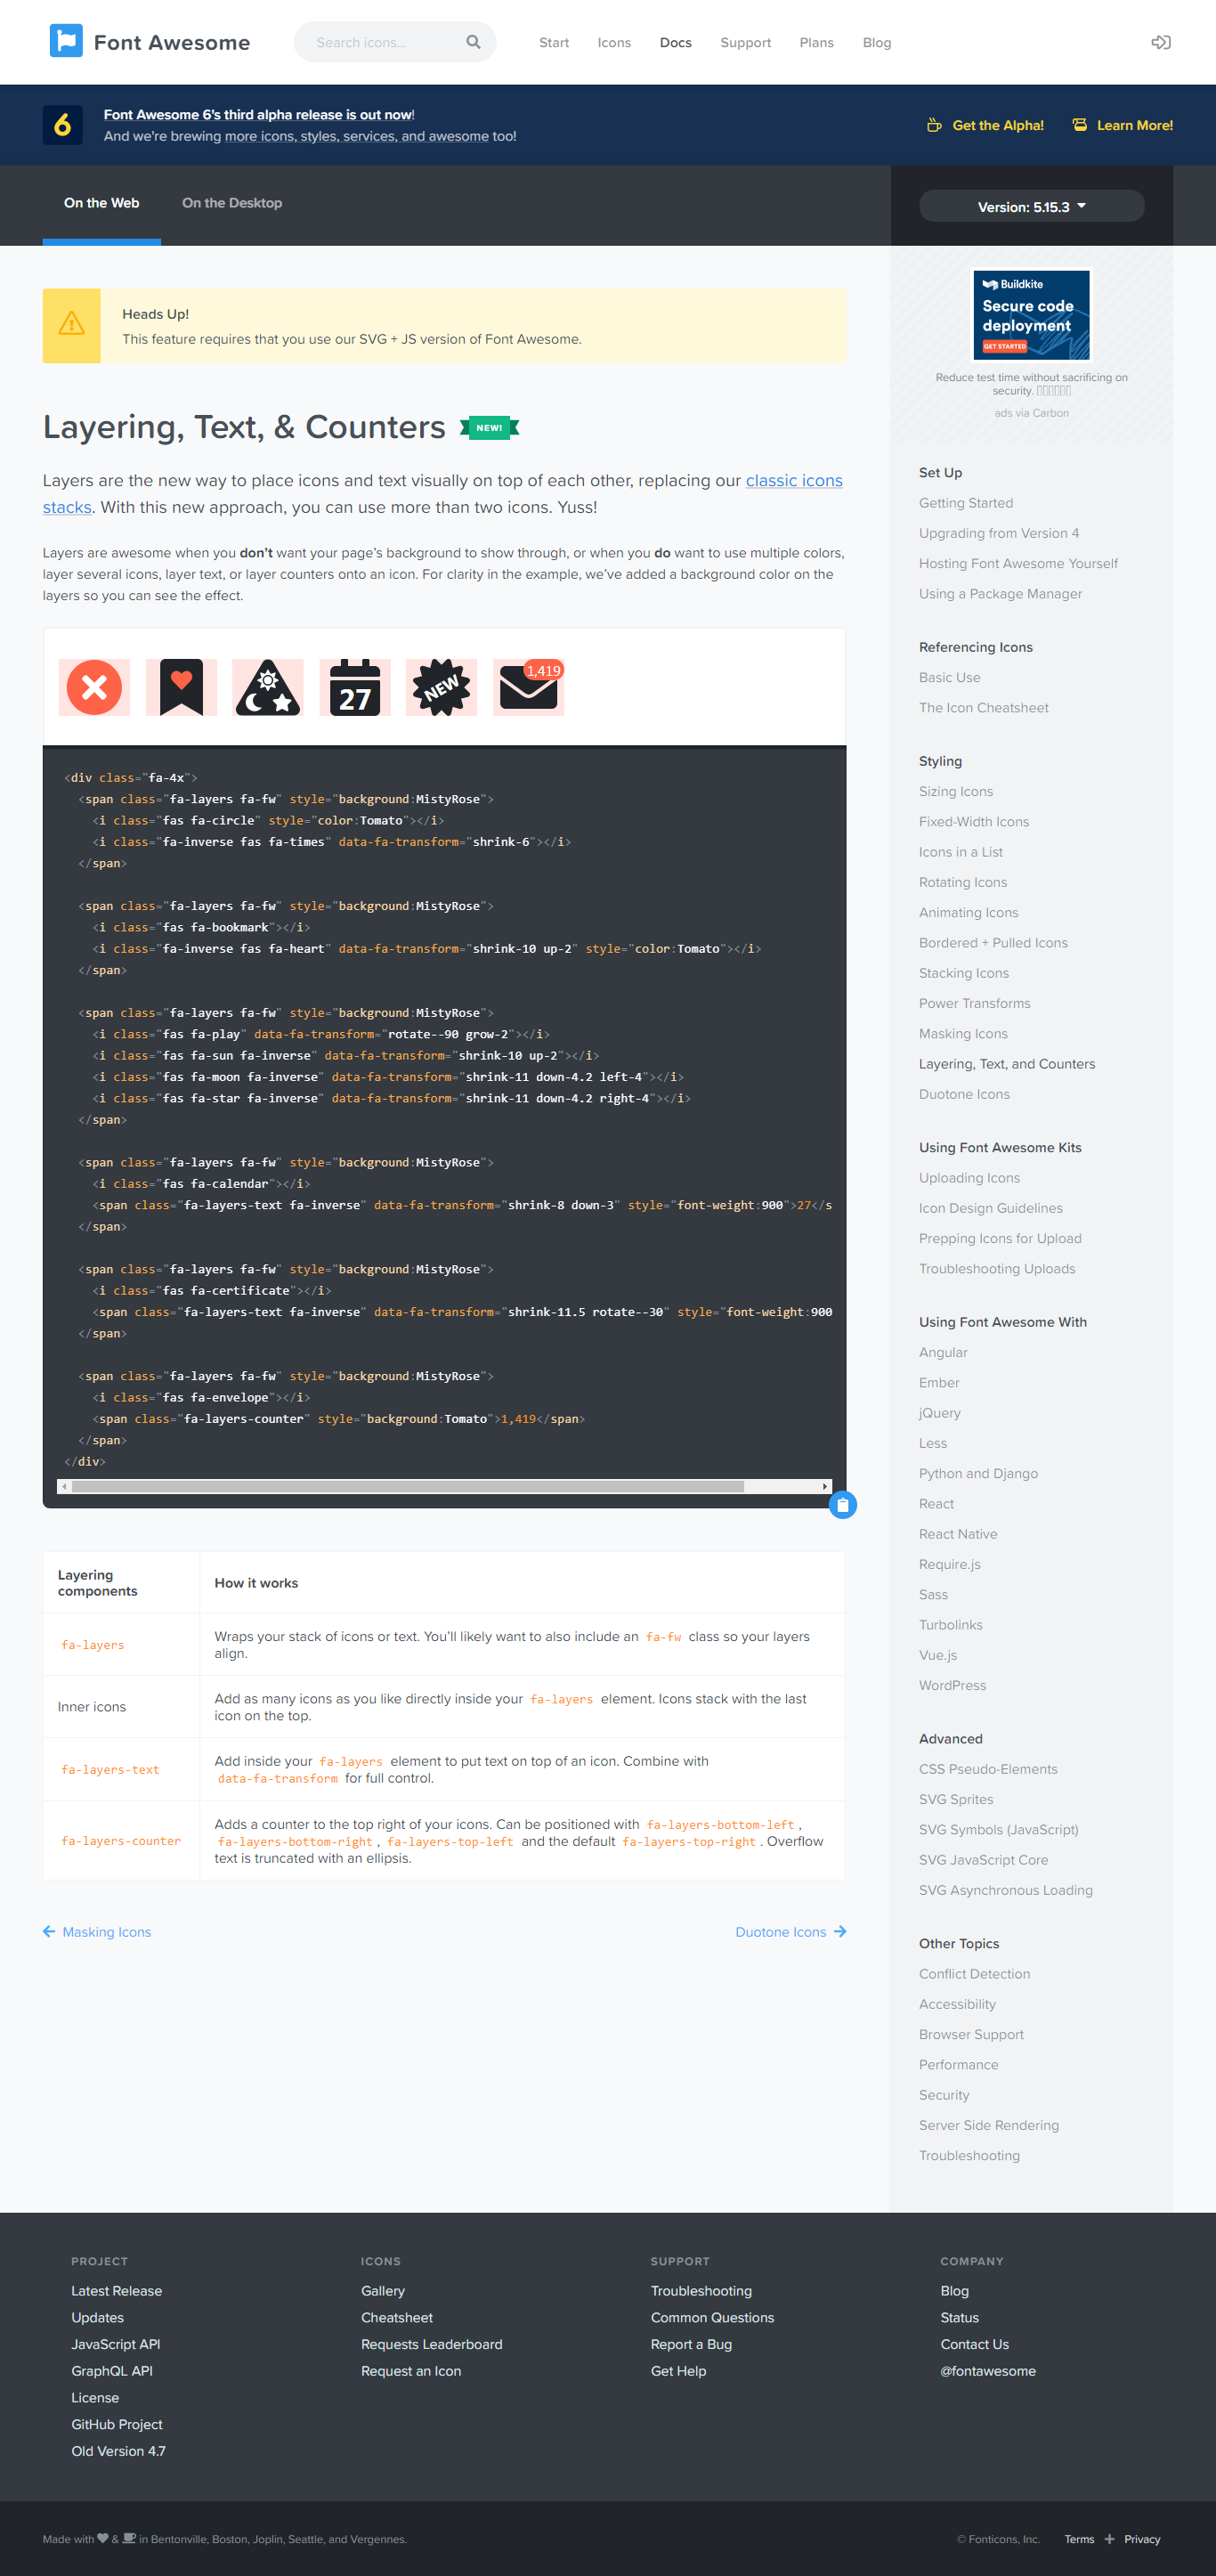 Font Awesome
Search icons...
Start Icons Docs Support Plans Blog
6
Font Awesome 6's third alpha release is out now!
And we're brewing more icons, styles, services, and awesome too!
Get the Alpha! Learn More!
On the Web On the Desktop
Version: 5.15.3
Heads Up!
This feature requires that you use our SVG + JS version of Font Awesome.
Layering, Text, & Counters NEW!
Layers are the new way to place icons and text visually on top of each other, replacing our classic icons
stacks. With this new approach, you can use more than two icons. Yuss!
Layers are awesome when you don't want your page's background to show through, or when you do want to use multiple colors,
layer several icons, layer text, or layer counters onto an icon. For clarity in the example, we've added a background color on the
layers so you can see the effect.
27 NEW 1,419
<div class="fa-4x">
<span class="fa-layers fa-fw" style="background:MistyRose">
<i class="fas fa-circle" style="color:Tomato"></i>
<i class="fa-inverse fas fa-times" data-fa-transform="shrink-6"></i>
</span>
<span class="fa-layers fa-fw" style="background:MistyRose">
<i class="fas fa-bookmark"></i>
<i class="fa-inverse fas fa-heart" data-fa-transform="shrink-10 up-2" style="color:Tomato"></i>
</span>
<span class="fa-layers fa-fw" style="background:MistyRose">
<i class="fas fa-play" data-fa-transform="rotate--90 grow-2"></i>
<i class="fas fa-sun fa-inverse" data-fa-transform="shrink-10 up-2"></i>
<i class="fas fa-moon fa-inverse" data-fa-transform="shrink-11 down-4.2 left-4"></i>
<i class="fas fa-star fa-inverse" data-fa-transform="shrink-11 down-4.2 right-4"></i>
</span>
<span class="fa-layers fa-fw" style="background:MistyRose">
<i class="fas fa-calendar"></i>
<span class="fa-layers-text fa-inverse" data-fa-transform="shrink-8 down-3" style="font-weight:900">27</s
</span>
<span class="fa-layers fa-fw" style="background:MistyRose">
<i class="fas fa-certificate"></i>
<span class="fa-layers-text fa-inverse" data-fa-transform="shrink-11.5 rotate--30" style="font-weight:900
</span>
<span class="fa-layers fa-fw" style="background:MistyRose">
<i class="fas fa-envelope"></i>
<span class="fa-layers-counter" style="background:Tomato">1,419</span>
</span>
</div>
Layering
components
How it works
fa-layers
Wraps your stack of icons or text. You'll likely want to also include an fa-fw class so your layers
align.
Inner icons
Add as many icons as you like directly inside your fa-layers element. Icons stack with the last
icon on the top.
fa-layers-text
Add inside your fa-layers element to put text on top of an icon. Combine with
data-fa-transform for full control.
fa-layers-counter
Adds a counter to the top right of your icons. Can be positioned with fa-layers-bottom-left ,
fa-layers-bottom-right , fa-layers-top-left and the default fa-layers-top-right . Overflow
text is truncated with an ellipsis.
Masking Icons Duotone Icons
Buildkite
Secure code
deployment
GET STARTED
Reduce test time without sacrificing on
security.
ads via Carbon
Set Up
Getting Started
Upgrading from Version 4
Hosting Font Awesome Yourself
Using a Package Manager
Referencing Icons
Basic Use
The Icon Cheatsheet
Styling
Sizing Icons
Fixed-Width Icons
Icons in a List
Rotating Icons
Animating Icons
Bordered + Pulled Icons
Stacking Icons
Power Transforms
Masking Icons
Layering, Text, and Counters
Duotone Icons
Using Font Awesome Kits
Uploading Icons
Icon Design Guidelines
Prepping Icons for Upload
Troubleshooting Uploads
Using Font Awesome With
Angular
Ember
jQuery
Less
Python and Django
React
React Native
Require.js
Sass
Turbolinks
Vue.js
WordPress
Advanced
CSS Pseudo-Elements
SVG Sprites
SVG Symbols (JavaScript)
SVG JavaScript Core
SVG Asynchronous Loading
Other Topics
Conflict Detection
Accessibility
Browser Support
Performance
Security
Server Side Rendering
Troubleshooting
PROJECT
Latest Release
Updates
JavaScript API
GraphQL API
License
GitHub Project
Old Version 4.7
ICONS
Gallery
Cheatsheet
Requests Leaderboard
Request an Icon
SUPPORT
Troubleshooting
Common Questions
Report a Bug
Get Help
COMPANY
Blog
Status
Contact Us
@fontawesome
Made with & in Bentonville, Boston, Joplin, Seattle, and Vergennes.
© Fonticons, Inc. Terms Privacy